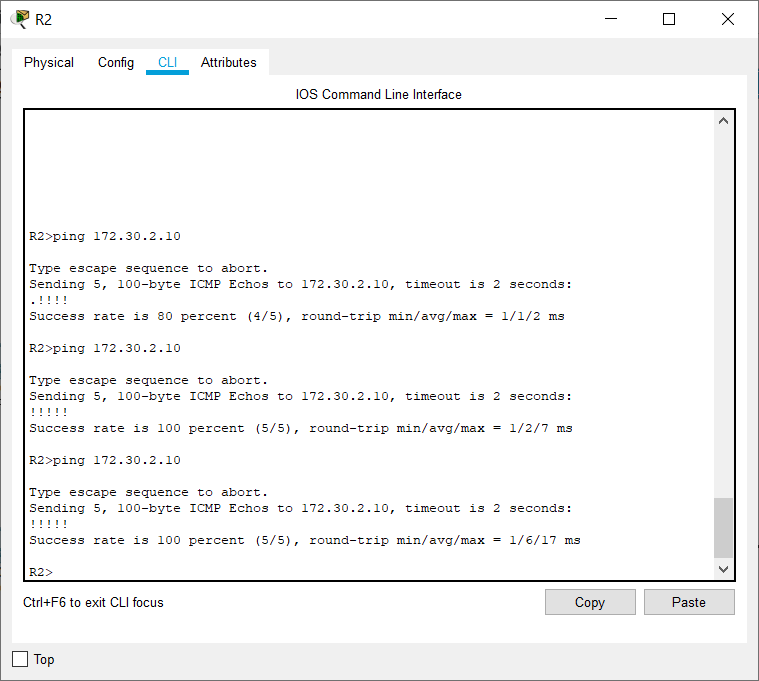 R2
Physical Config CLI Attributes
IOS Command Line Interface
R2>ping 172.30.2.10
Type escape sequence to abort.
Sending 5, 100-byte ICMP Echos to 172.30.2.10, timeout is 2 seconds:
.!!!!
Success rate is 80 percent (4/5), round-trip min/avg/max = 1/1/2 ms
R2>ping 172.30.2.10
Type escape sequence to abort.
Sending 5, 100-byte ICMP Echos to 172.30.2.10, timeout is 2 seconds:
!!!!!
Success rate is 100 percent (5/5), round-trip min/avg/max = 1/2/7 ms
R2>ping 172.30.2.10
Type escape sequence to abort.
Sending 5, 100-byte ICMP Echos to 172.30.2.10, timeout is 2 seconds:
!!!!!
Success rate is 100 percent (5/5), round-trip min/avg/max = 1/6/17 ms
R2>
Ctrl+F6 to exit CLI focus Copy Paste
Top